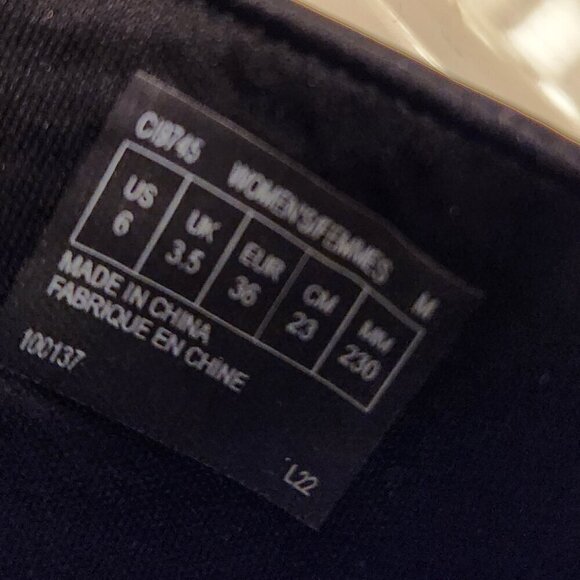 CI8745 WOMEN'S/FEMMES M
US UK EUR CM MM
6 3.5 36 23 230
MADE IN CHINA
FABRIQUE EN CHINE
100137 L22